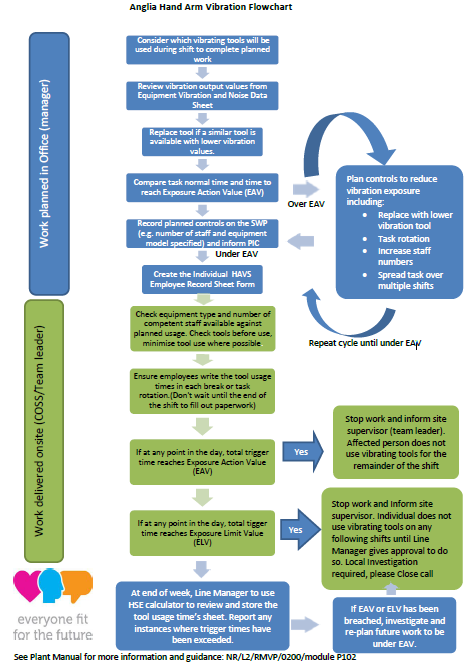 Anglia Hand Arm Vibration Flowchart
Work planned in Office (manager)
Consider which vibrating tools will be
used during shift to complete planned
work
Review vibration output values from
Equipment Vibration and Noise Data
Sheet
Replace tool if a similar tool is
available with lower vibration
values.
Compare task normal time and time to
reach Exposure Action Value (EAV)
Over EAV
Plan controls to reduce
vibration exposure
including:
• Replace with lower
vibration tool
• Task rotation
• Increase staff
numbers
• Spread task over
multiple shifts
Repeat cycle until under EAV
Record planned controls on the SWP
(e.g. number of staff and equipment
model specified) and inform PIC
Under EAV
Create the Individual HAVS
Employee Record Sheet Form
Work delivered onsite (COSS/Team leader)
Check equipment type and number of
competent staff available against
planned usage. Check tools before use,
minimise tool use where possible
Ensure employees write the tool usage
times in each break or task
rotation.(Don't wait until the end of
the shift to fill out paperwork)
If at any point in the day, total trigger
time reaches Exposure Action Value
(EAV)
Yes
Stop work and inform site
supervisor (team leader).
Affected person does not
use vibrating tools for the
remainder of the shift
If at any point in the day, total tigger
time reaches Exposure Limit Value
(ELV)
Yes
Stop work and Inform site
supervisor. Individual does not
use vibrating tools on any
following shifts until Line
Manager gives approval to do
so. Local Investigation
required, please Close call
At end of week, Line Manager to use
HSE calculator to review and store the
tool usage time's sheet. Report any
instances where trigger times have
been exceeded.
If EAV or ELV has been
breached, investigate and
re-plan future work to be
under EAV.
everyone fit
for the future
See Plant Manual for more information and guidance: NR/L2/RMVP/0200/module P102